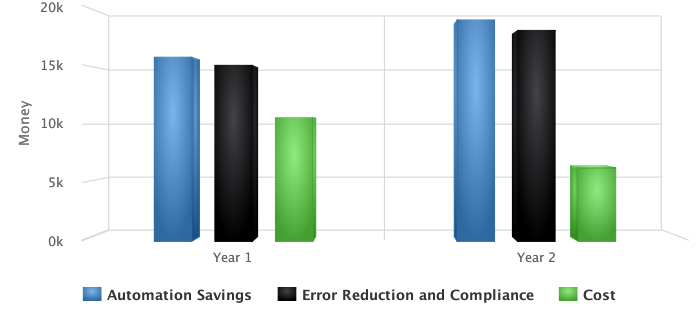 20k
15k
10k
5k
0k
Money
Year 1
Year 2
Automation Savings
Error Reduction and Compliance
Cost